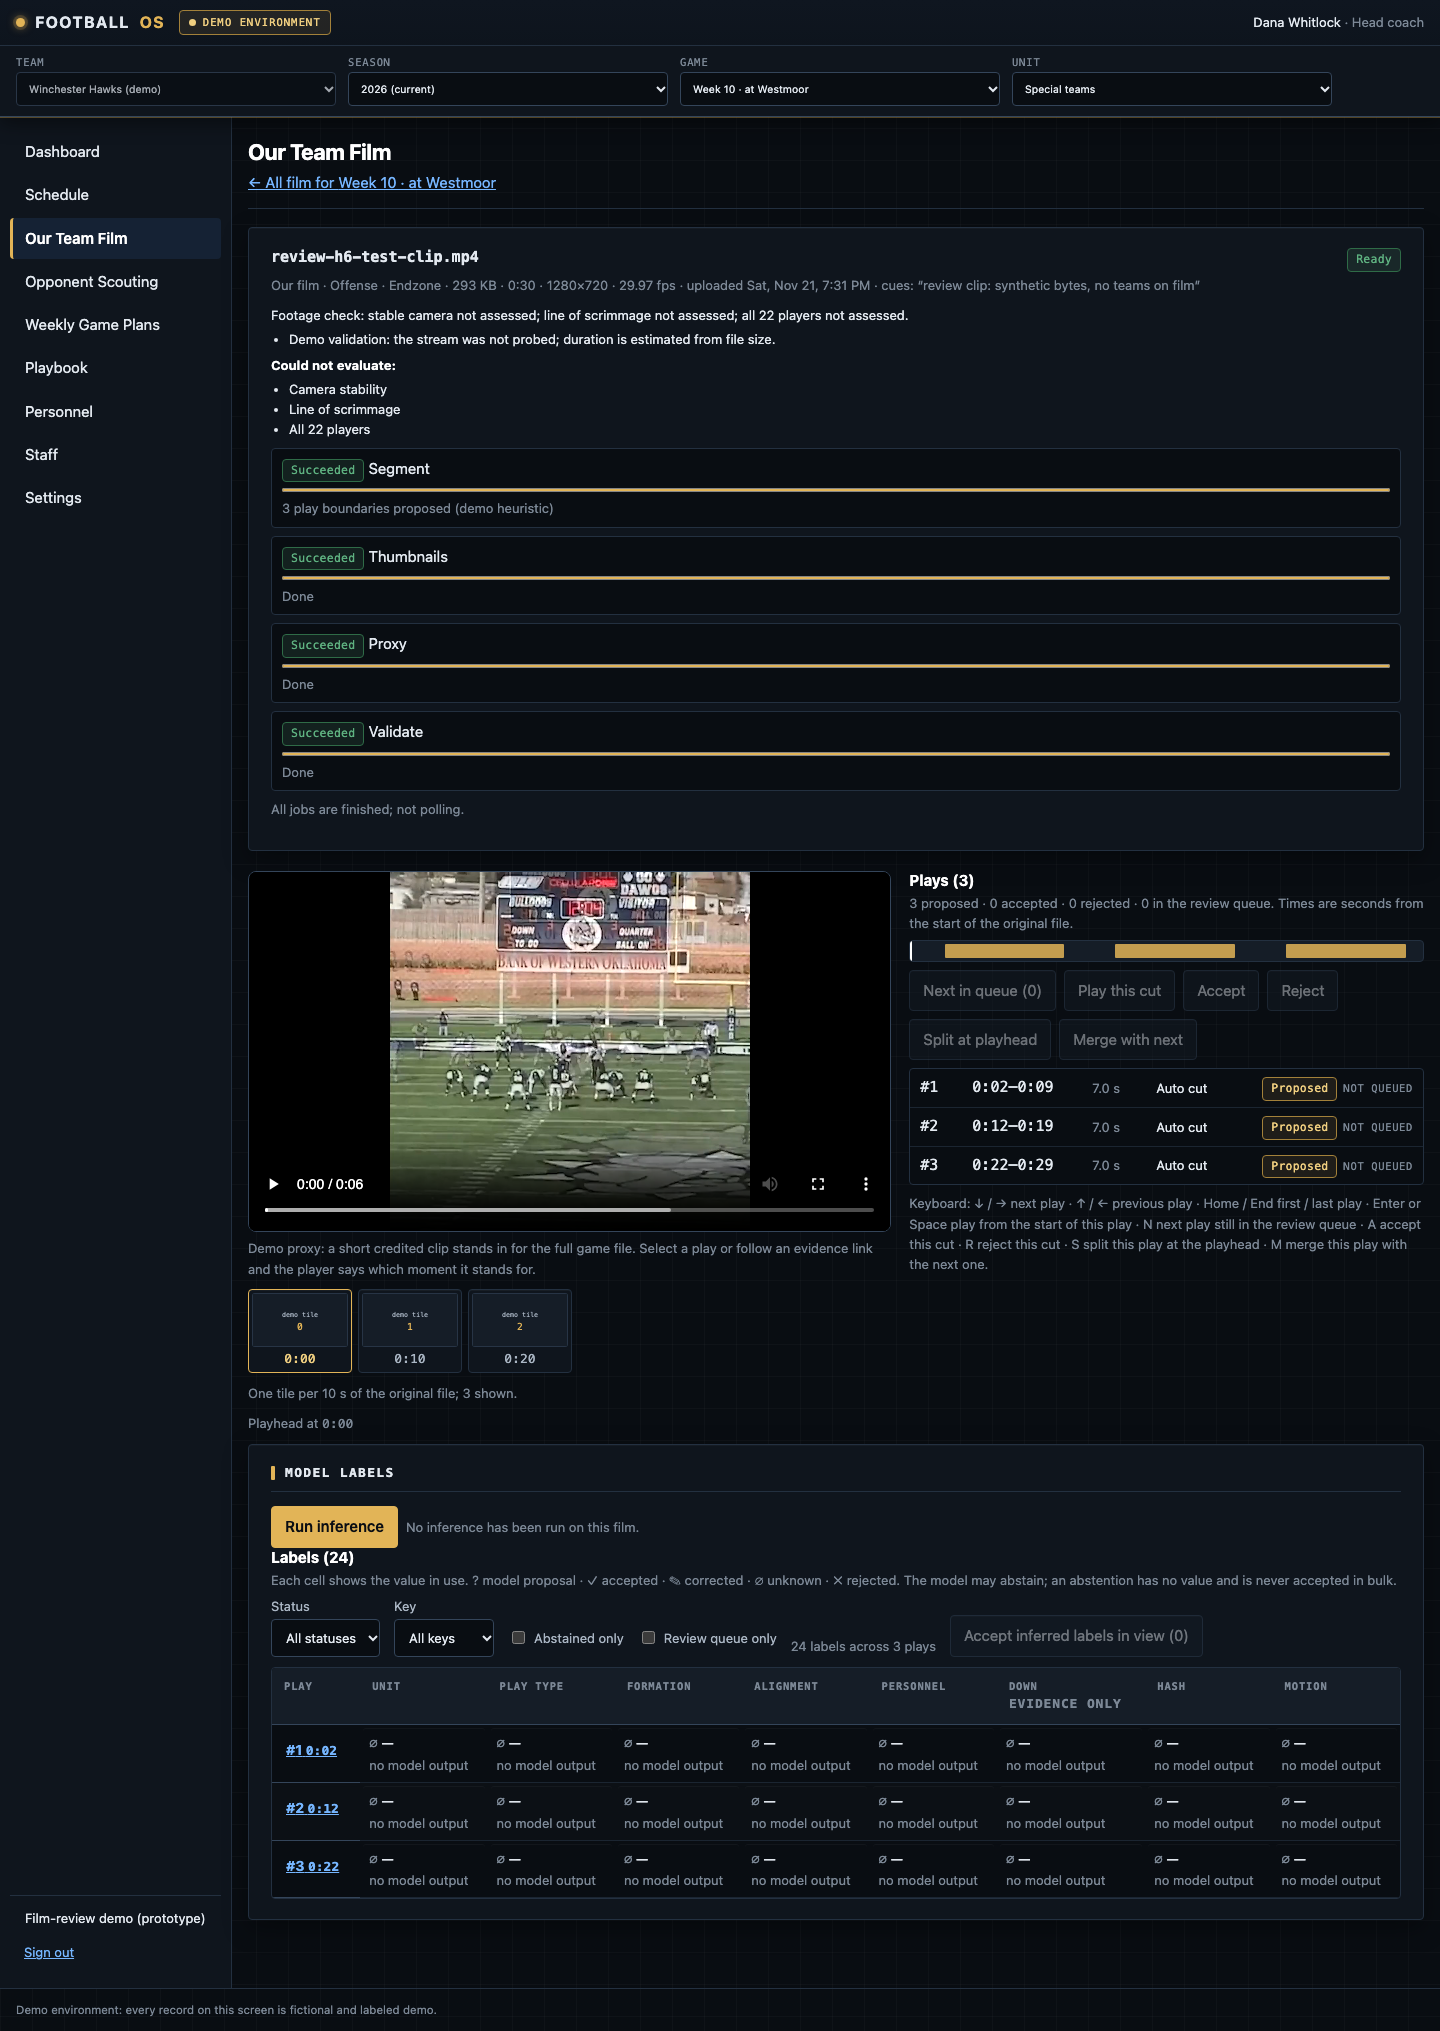 FOOTBALL OS
DEMO ENVIRONMENT
Dana Whitlock · Head coach
TEAM
Winchester Hawks (demo)
SEASON
2026 (current)
GAME
Week 10 · at Westmoor
UNIT
Special teams
Dashboard
Schedule
Our Team Film
Opponent Scouting
Weekly Game Plans
Playbook
Personnel
Staff
Settings
Film-review demo (prototype)
Sign out
Our Team Film
← All film for Week 10 · at Westmoor
review-h6-test-clip.mp4
Ready
Our film · Offense · Endzone · 293 KB · 0:30 · 1280×720 · 29.97 fps · uploaded Sat, Nov 21, 7:31 PM · cues: “review clip: synthetic bytes, no teams on film”
Footage check: stable camera not assessed; line of scrimmage not assessed; all 22 players not assessed.
• Demo validation: the stream was not probed; duration is estimated from file size.
Could not evaluate:
• Camera stability
• Line of scrimmage
• All 22 players
Succeeded Segment
3 play boundaries proposed (demo heuristic)
Succeeded Thumbnails
Done
Succeeded Proxy
Done
Succeeded Validate
Done
All jobs are finished; not polling.
DAWGS
BULLDOGS
VISITOR
12:04
DOWN
QUARTER
TO GO
BALL ON
BANK OF WESTERN OKLAHOMA
0:00 / 0:06
Demo proxy: a short credited clip stands in for the full game file. Select a play or follow an evidence link
and the player says which moment it stands for.
demo tile
0
0:00
demo tile
1
0:10
demo tile
2
0:20
One tile per 10 s of the original file; 3 shown.
Playhead at 0:00
Plays (3)
3 proposed · 0 accepted · 0 rejected · 0 in the review queue. Times are seconds from
the start of the original file.
Next in queue (0)
Play this cut
Accept
Reject
Split at playhead
Merge with next
#1 0:02–0:09 7.0 s Auto cut Proposed NOT QUEUED
#2 0:12–0:19 7.0 s Auto cut Proposed NOT QUEUED
#3 0:22–0:29 7.0 s Auto cut Proposed NOT QUEUED
Keyboard: ↓ / → next play · ↑ / ← previous play · Home / End first / last play · Enter or
Space play from the start of this play · N next play still in the review queue · A accept
this cut · R reject this cut · S split this play at the playhead · M merge this play with
the next one.
MODEL LABELS
Run inference
No inference has been run on this film.
Labels (24)
Each cell shows the value in use. ? model proposal · ✓ accepted · ✎ corrected · ∅ unknown · ✕ rejected. The model may abstain; an abstention has no value and is never accepted in bulk.
Status
All statuses
Key
All keys
Abstained only
Review queue only
24 labels across 3 plays
Accept inferred labels in view (0)
PLAY UNIT PLAY TYPE FORMATION ALIGNMENT PERSONNEL DOWN HASH MOTION
EVIDENCE ONLY
#1 0:02 ∅ — ∅ — ∅ — ∅ — ∅ — ∅ — ∅ — ∅ —
no model output no model output no model output no model output no model output no model output no model output no model output
#2 0:12 ∅ — ∅ — ∅ — ∅ — ∅ — ∅ — ∅ — ∅ —
no model output no model output no model output no model output no model output no model output no model output no model output
#3 0:22 ∅ — ∅ — ∅ — ∅ — ∅ — ∅ — ∅ — ∅ —
no model output no model output no model output no model output no model output no model output no model output no model output
Demo environment: every record on this screen is fictional and labeled demo.